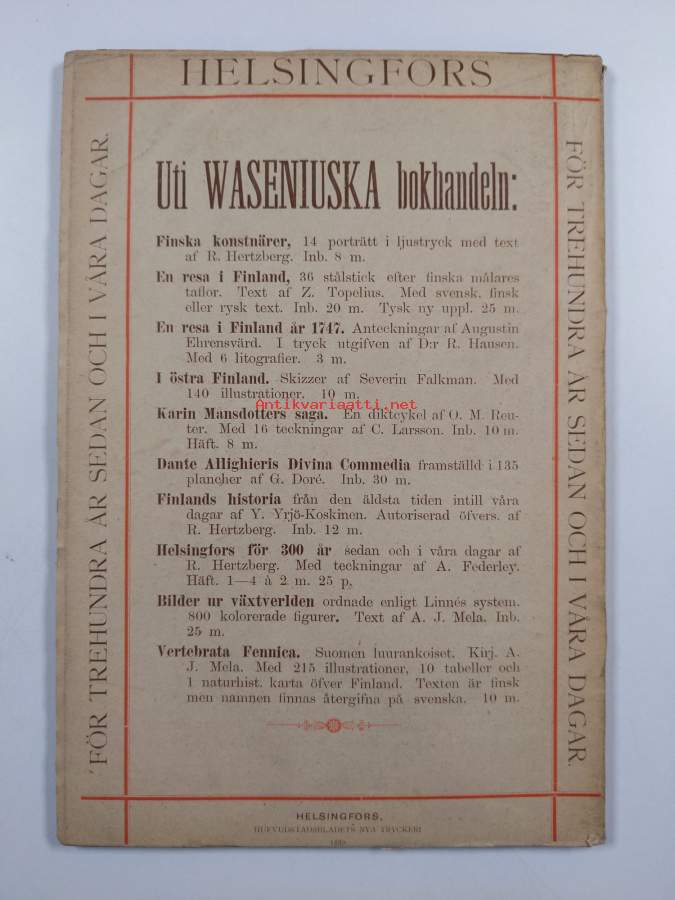 HELSINGFORS
FÖR TREHUNDRA ÅR SEDAN OCH I VÅRA DAGAR.
FÖR TREHUNDRA ÅR SEDAN OCH I VÅRA DAGAR.
Uti WASENIUSKA bokhandeln:
Finska konstnärer, 14 porträtt i ljustryck med text
af R. Hertzberg. Inb. 8 m.
En resa i Finland, 36 stålstick efter finska målares
taflor. Text af Z. Topelius. Med svensk, finsk
eller rysk text. Inb. 20 m. Tysk ny uppl. 25 m.
En resa i Finland år 1747. Anteckningar af Augustin
Ehrensvärd. I tryck utgifven af D:r R. Hausen.
Med 6 litografier. 3 m.
I östra Finland. Skizzer af Severin Falkman. Med
140 illustrationer. 10 m.
Antikvariaatti.net
Karin Månsdotters saga. En diktcykel af O. M. Reu-
ter. Med 16 teckningar af C. Larsson. Inb. 10 m.
Häft. 8 m.
Dante Allighieris Divina Commedia framställd i 135
plancher af G. Doré. Inb. 30 m.
Finlands historia från den äldsta tiden intill våra
dagar af Y. Yrjö-Koskinen. Autoriserad öfvers. af
R. Hertzberg. Inb. 12 m.
Helsingfors för 300 år sedan och i våra dagar af
R. Hertzberg. Med teckningar af A. Federley.
Häft. 1—4 à 2 m. 25 p.
Bilder ur växtverlden ordnade enligt Linnés system.
800 kolorerade figurer. Text af A. J. Mela. Inb.
25 m.
Vertebrata Fennica. Suomen luurankoiset. Kirj. A.
J. Mela. Med 215 illustrationer, 10 tabeller och
1 naturhist. karta öfver Finland. Texten är finsk
men namnen finnas återgifna på svenska. 10 m.
HELSINGFORS,
HUFVUDSTADSBLADETS NYA TRYCKERI